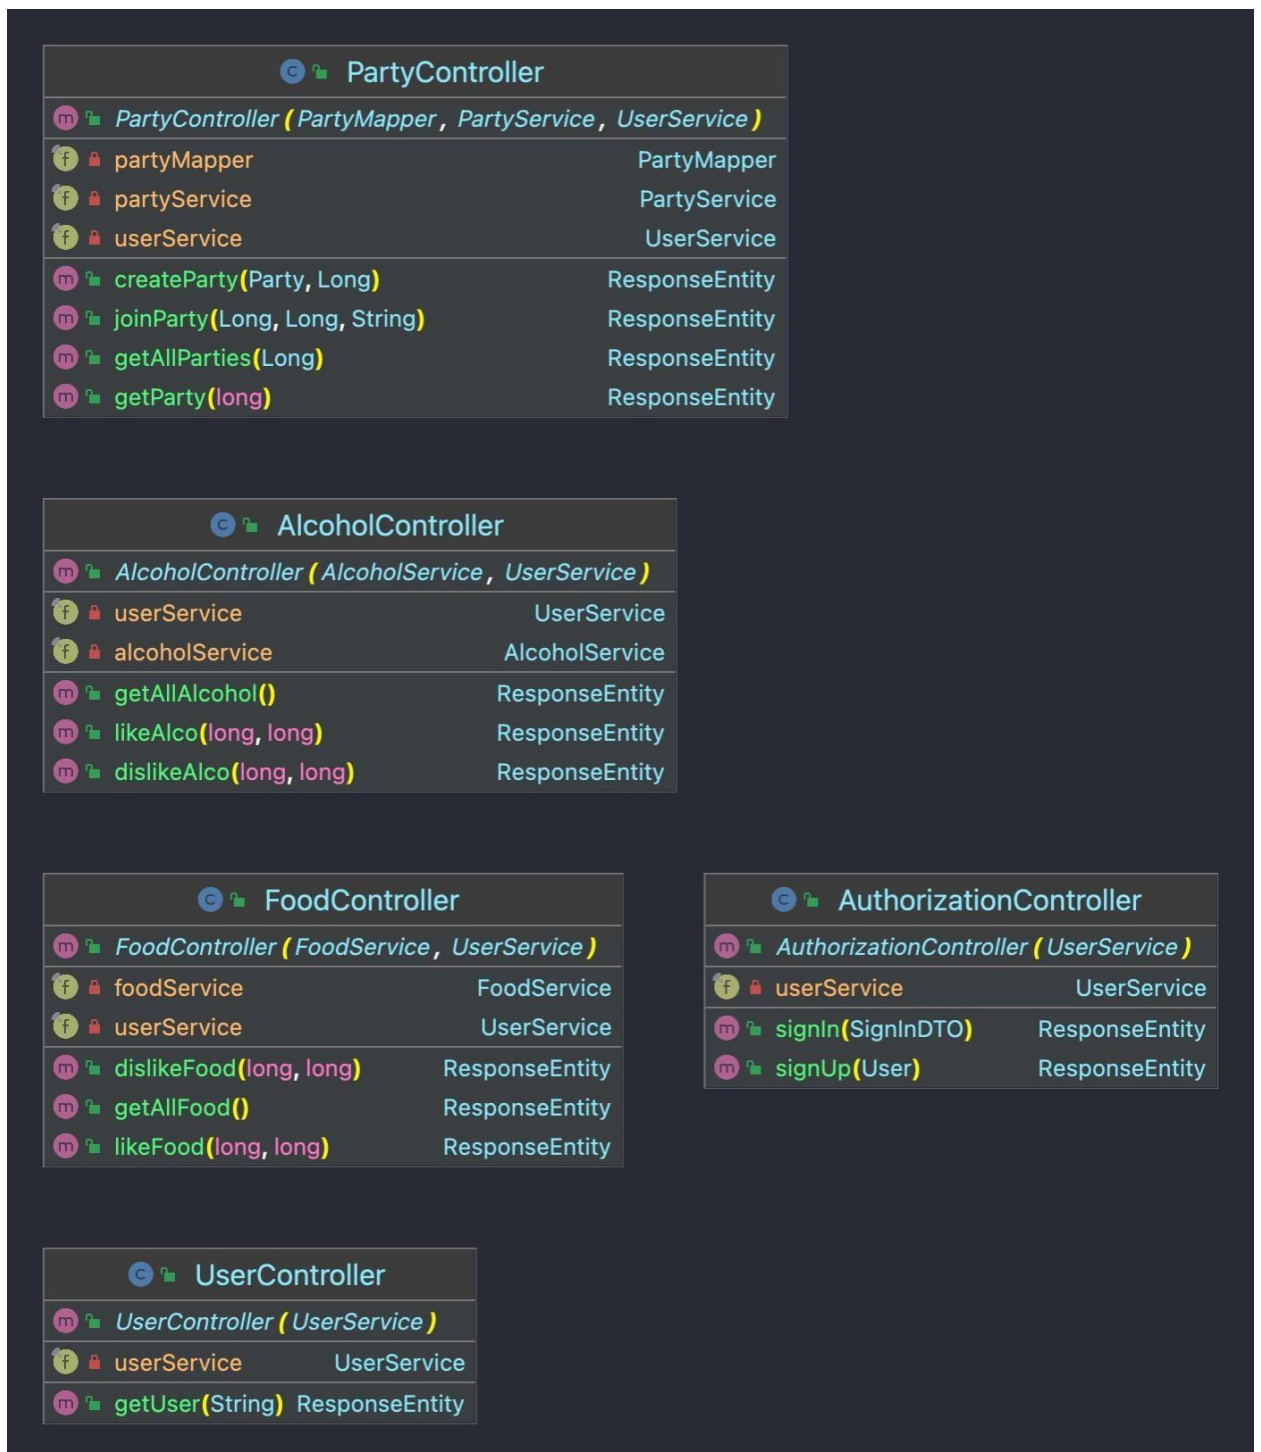 PartyController
PartyController(PartyMapper, PartyService, UserService)
partyMapper PartyMapper
partyService PartyService
userService UserService
createParty(Party, Long) ResponseEntity
joinParty(Long, Long, String) ResponseEntity
getAllParties(Long) ResponseEntity
getParty(long) ResponseEntity
AlcoholController
AlcoholController(AlcoholService, UserService)
userService UserService
alcoholService AlcoholService
getAllAlcohol() ResponseEntity
likeAlco(long, long) ResponseEntity
dislikeAlco(long, long) ResponseEntity
FoodController
FoodController(FoodService, UserService)
foodService FoodService
userService UserService
dislikeFood(long, long) ResponseEntity
getAllFood() ResponseEntity
likeFood(long, long) ResponseEntity
AuthorizationController
AuthorizationController(UserService)
userService UserService
signIn(SignInDTO) ResponseEntity
signUp(User) ResponseEntity
UserController
UserController(UserService)
userService UserService
getUser(String) ResponseEntity